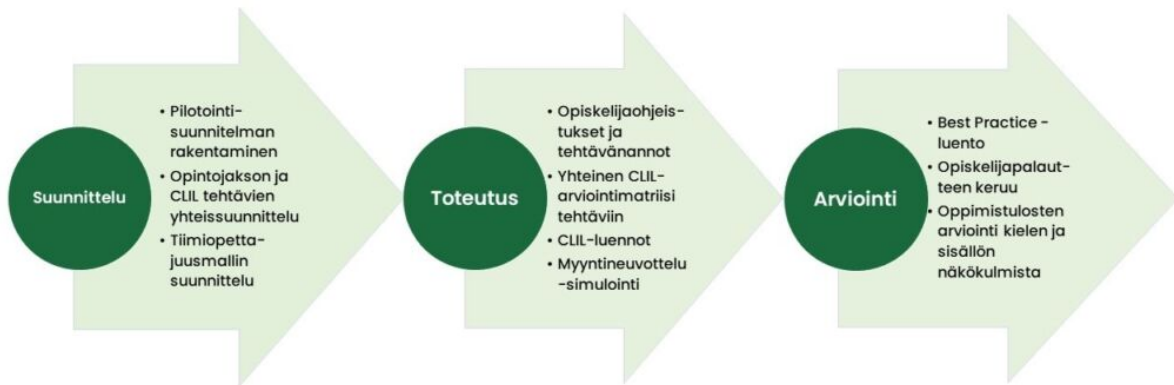 Suunnittelu
• Pilotointi-
suunnitelman
rakentaminen
• Opintojakson ja
CLIL tehtävien
yhteissuunnittelu
• Tiimiopetta-
juusmallin
suunnittelu
Toteutus
• Opiskelijaohjeis-
tukset ja
tehtävänannot
• Yhteinen CLIL-
arviointimatriisi
tehtäviin
• CLIL-luennot
• Myyntineuvottelu
-simulointi
Arviointi
• Best Practice -
luento
• Opiskelijapalaut-
teen keruu
• Oppimistulosten
arviointi kielen ja
sisällön
näkökulmista